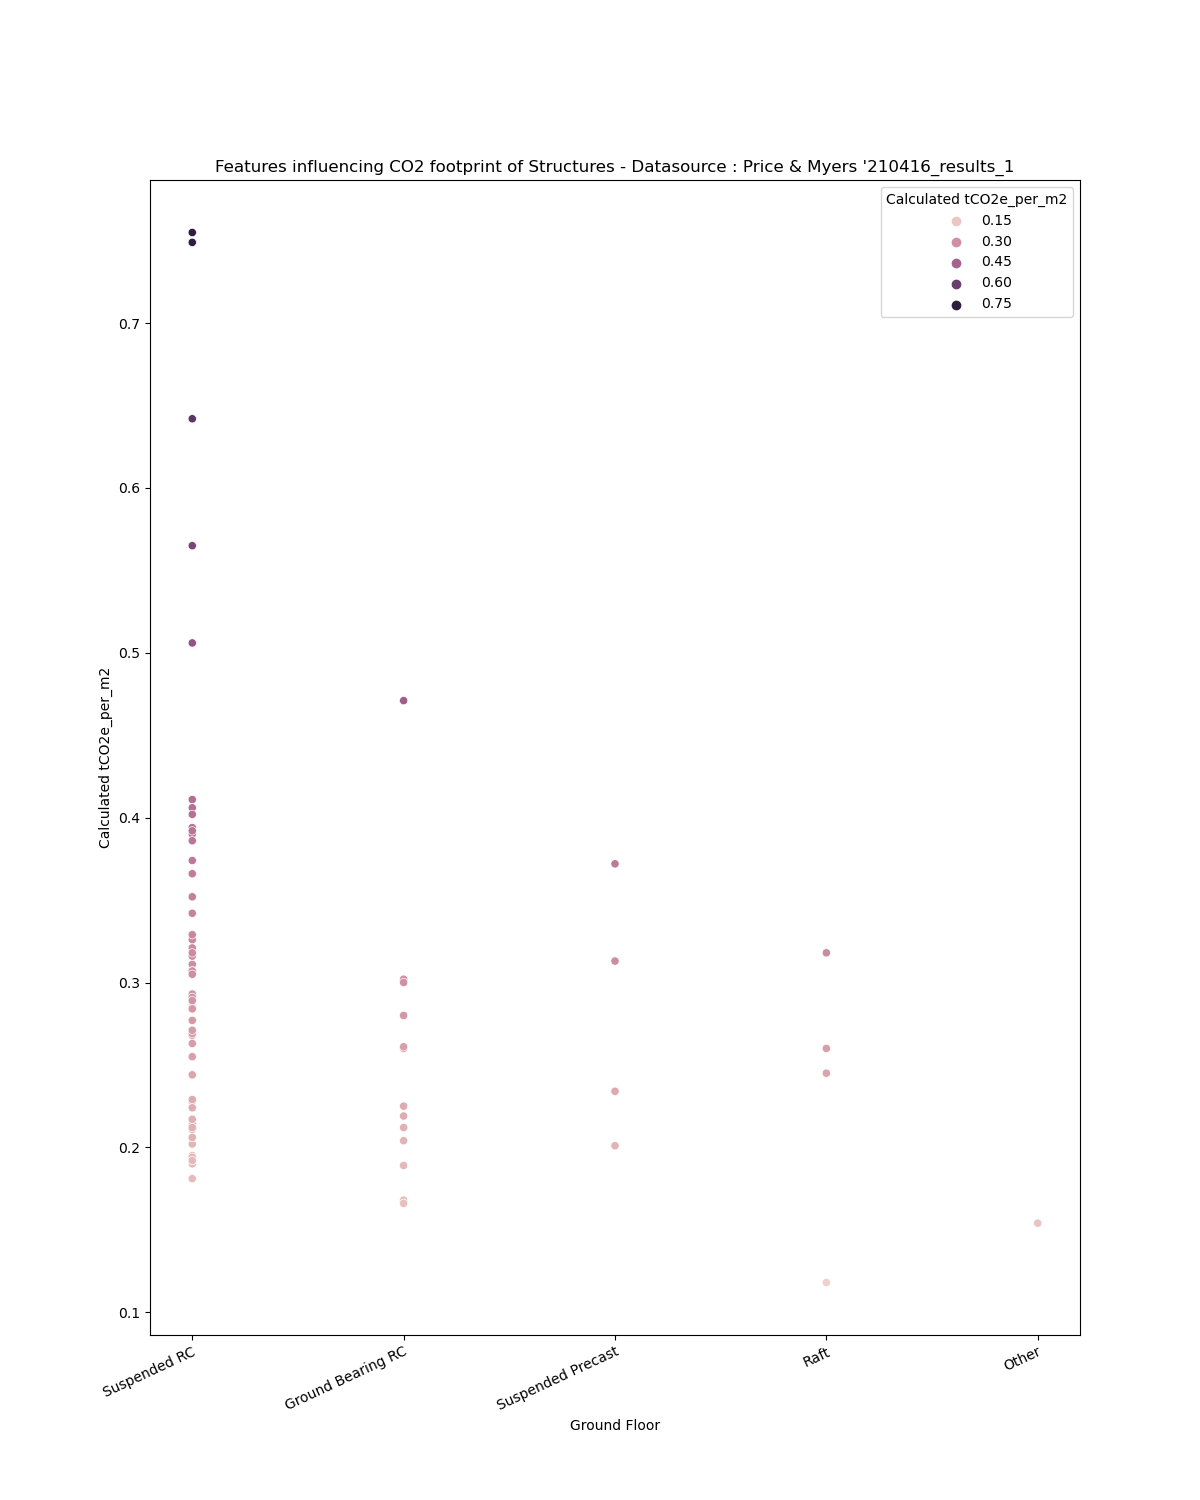 Features influencing CO2 footprint of Structures - Datasource : Price & Myers '210416_results_1
Calculated tCO2e_per_m2
0.15
0.30
0.45
0.60
0.75
0.7
0.6
0.5
0.4
0.3
0.2
0.1
Calculated tCO2e_per_m2
Suspended RC
Ground Bearing RC
Suspended Precast
Raft
Other
Ground Floor